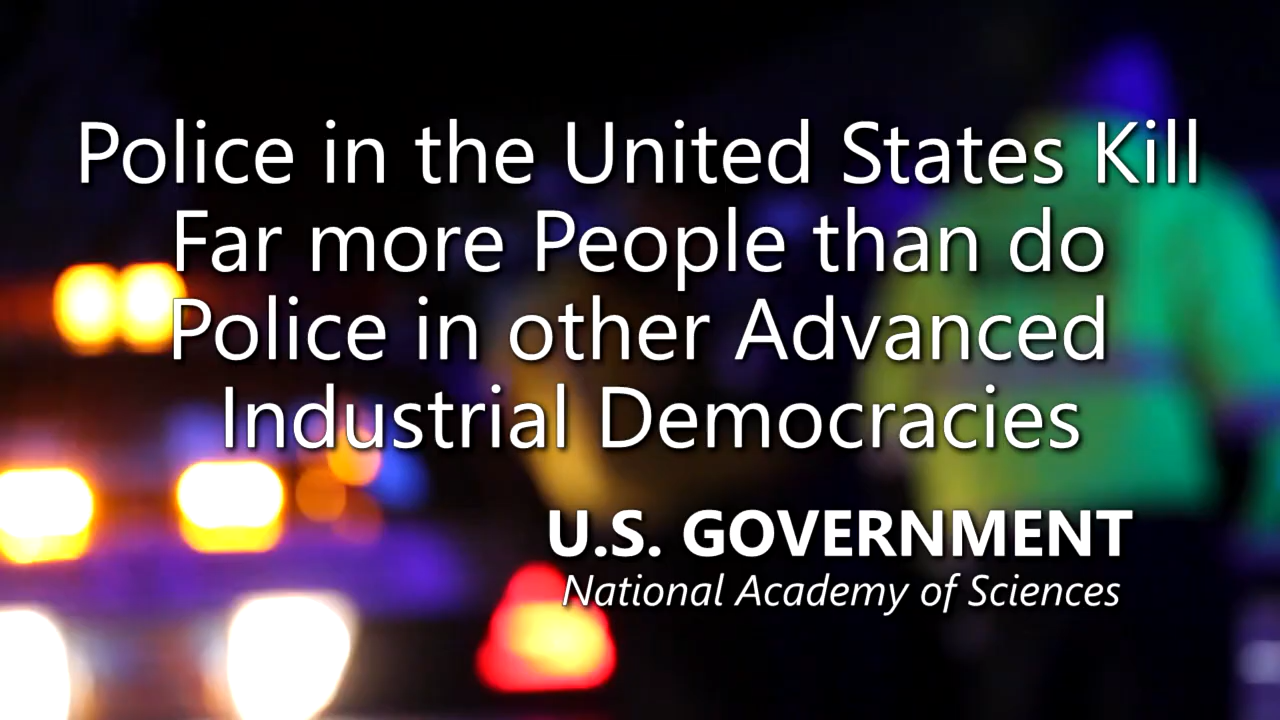 Police in the United States Kill
Far more People than do
Police in other Advanced
Industrial Democracies
U.S. GOVERNMENT
National Academy of Sciences